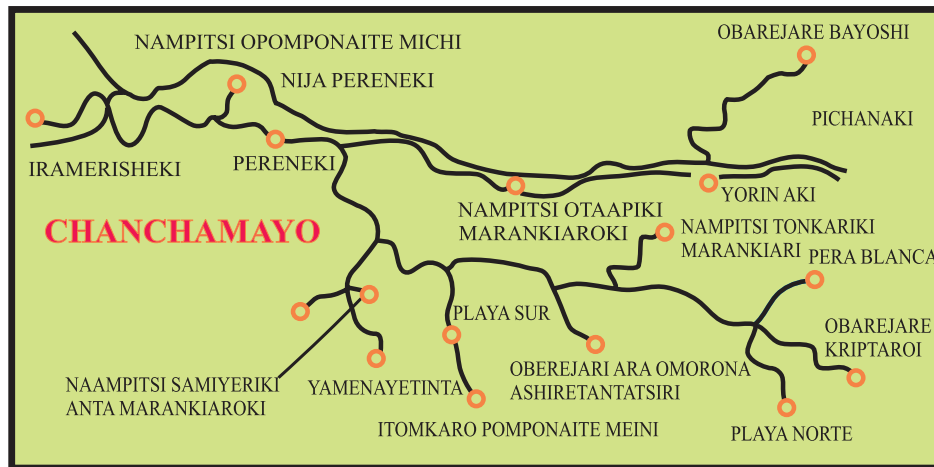 OBAREJARE BAYOSHI
NAMPITSI OPOMPONAITE MICHI
NIJA PERENEKI
PICHANAKI
IRAMERISHEKI
PERENEKI
YORIN AKI
NAMPITSI OTAAPIKI
MARANKIAROKI
NAMPITSI TONKARIKI
MARANKIARI
CHANCHAMAYO
PERA BLANCA
PLAYA SUR
OBAREJARE
KRIPTAROI
OBEREJARI ARA OMORONA
ASHIRETANTATSIRI
NAAMPITSI SAMIYERIKI
ANTA MARANKIAROKI
YAMENAYETINTA
ITOMKARO POMPONAITE MEINI
PLAYA NORTE